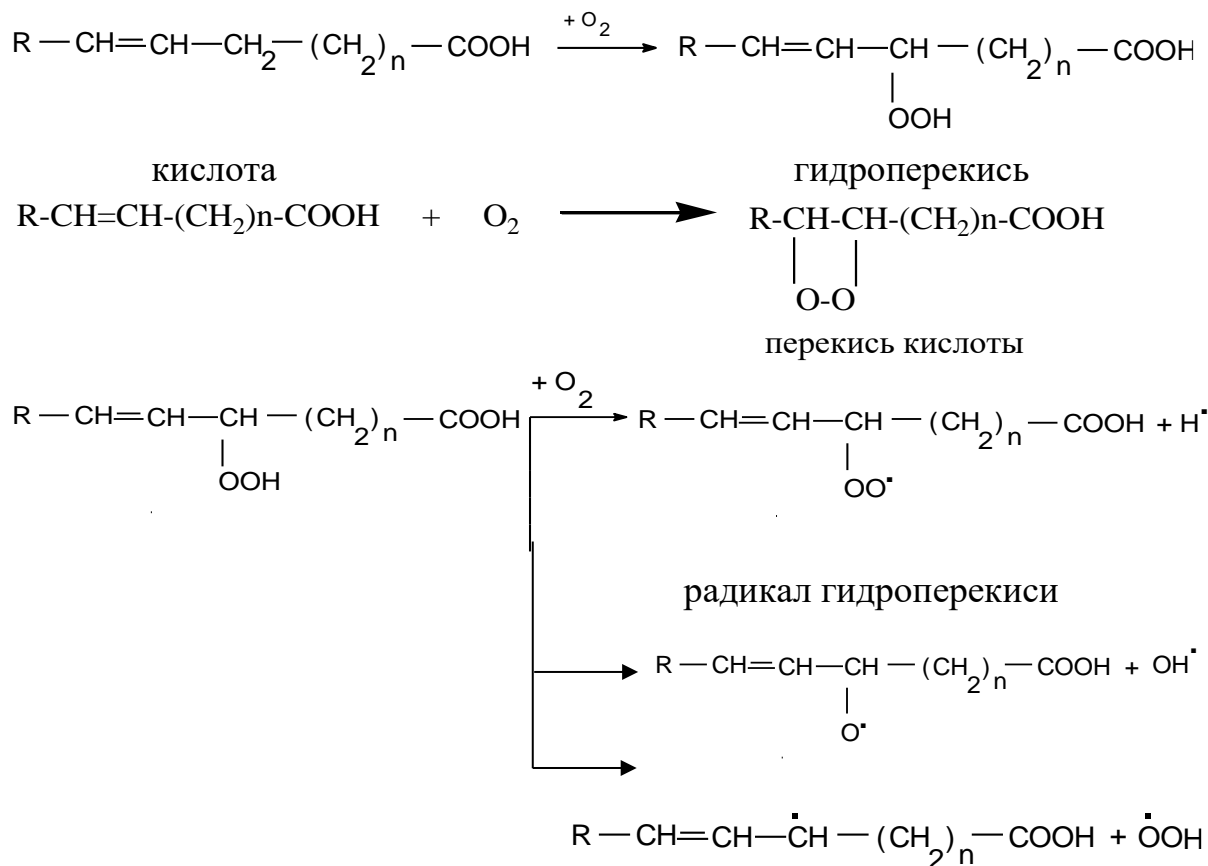 R — CH=CH—CH2—(CH2)n—COOH + O2 R — CH=CH—CH — (CH2)n —COOH
OOH
кислота гидроперекись
R-CH=CH-(CH2)n-COOH + O2 R-CH-CH-(CH2)n-COOH
O-O
перекись кислоты
R — CH=CH—CH — (CH2)n —COOH + O2 R — CH=CH—CH — (CH2)n —COOH + H▪
OOH OO▪
радикал гидроперекиси
R — CH=CH—CH — (CH2)n —COOH + OH▪
O▪
R — CH=CH—ĊH — (CH2)n—COOH + ȮOH